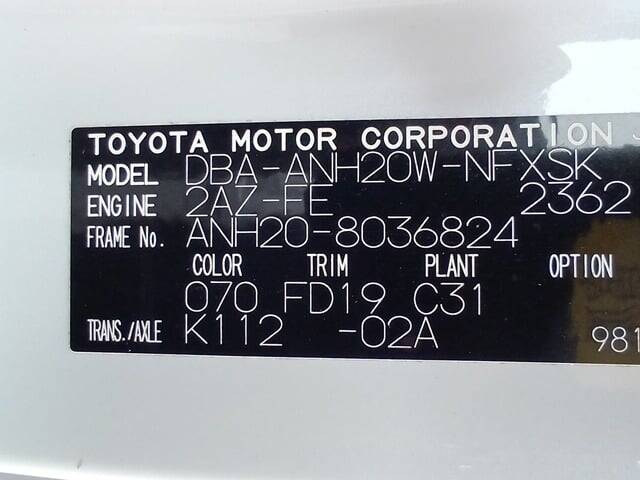 TOYOTA MOTOR CORPORATION
MODEL DBA-ANH20W-NFXSK
ENGINE 2AZ-FE 2362
FRAME No. ANH20-8036824
COLOR TRIM PLANT OPTION
070 FD19 C31
TRANS./AXLE K112 -02A 981